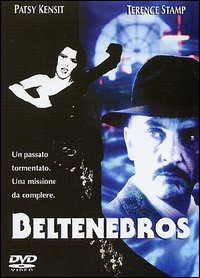 PATSY KENSIT
TERENCE STAMP
Un passato
tormentato.
Una missione
da compiere.
BELTENEBROS
DVD
VIDEO